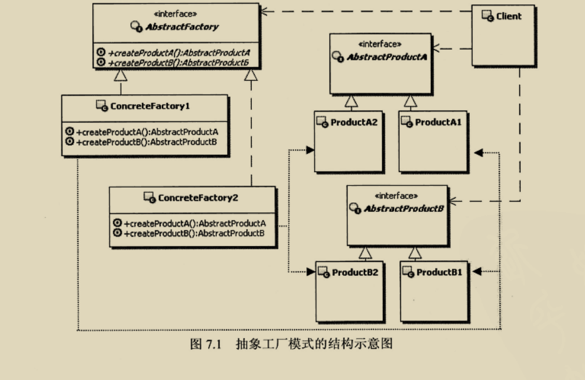 «interface»
AbstractFactory
+createProductA():AbstractProductA
+createProductB():AbstractProductB
Client
«interface»
AbstractProductA
ConcreteFactory1
+createProductA():AbstractProductA
+createProductB():AbstractProductB
ProductA2
ProductA1
ConcreteFactory2
+createProductA():AbstractProductA
+createProductB():AbstractProductB
«interface»
AbstractProductB
ProductB2
ProductB1
图 7.1 抽象工厂模式的结构示意图